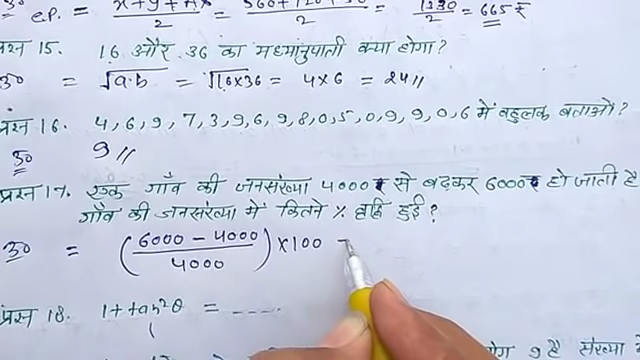 उ० c.p. = x+y+ / 2 = 560+720+50 / 2 = 1330 / 2 = 665₹
प्रश्न 15. 16 और 36 का मध्यानुपाती क्या होगा?
उ० = √a·b = √16×36 = 4×6 = 24//
प्रश्न 16. 4,6,9,7,3,9,6,9,8,0,5,0,9,9,0,6 में बहुलक बताओ?
उ० 9//
प्रश्न 17. एक गाँव की जनसंख्या 4000 से बढ़कर 6000 हो जाती है
गाँव की जनसंख्या में कितने % वृद्धि हुई?
उ० = (6000 - 4000 / 4000) × 100 =
प्रश्न 18. 1 + tan²θ = ----
9 है संख्या